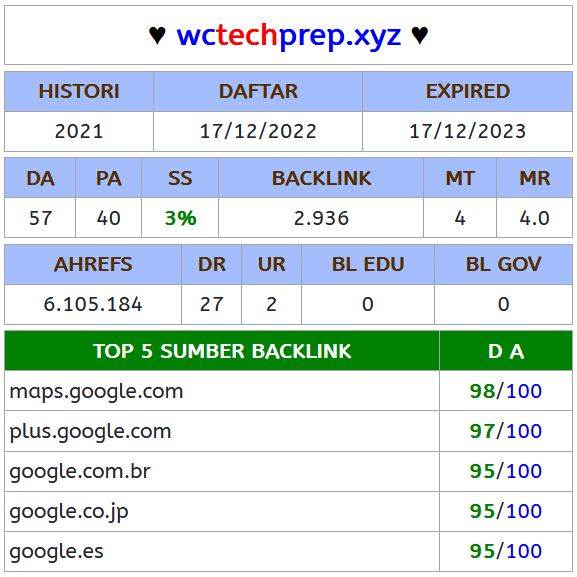 ♥ wctechprep.xyz ♥
HISTORI DAFTAR EXPIRED
2021 17/12/2022 17/12/2023
DA PA SS BACKLINK MT MR
57 40 3% 2.936 4 4.0
AHREFS DR UR BL EDU BL GOV
6.105.184 27 2 0 0
TOP 5 SUMBER BACKLINK D A
maps.google.com 98/100
plus.google.com 97/100
google.com.br 95/100
google.co.jp 95/100
google.es 95/100